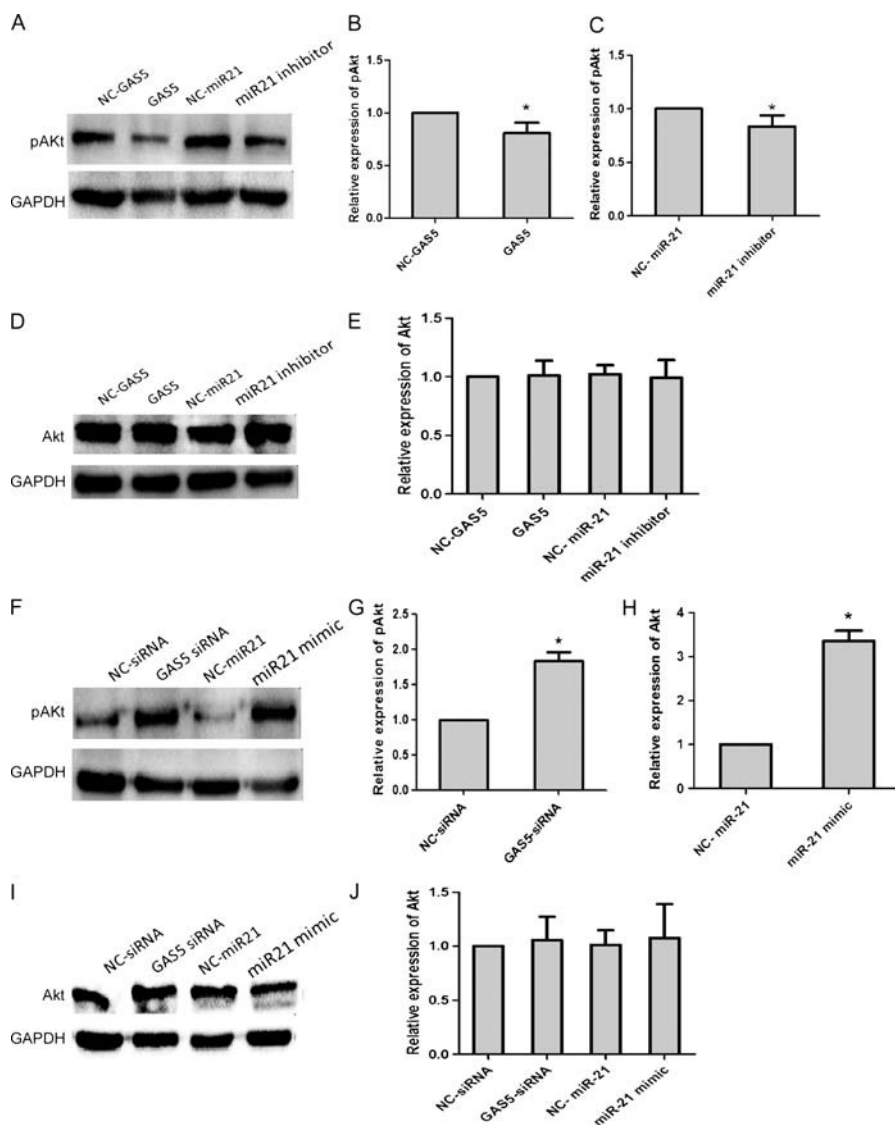 A
NC-GAS5 GAS5 NC-miR21 miR21 inhibitor
pAKt
GAPDH
B
Relative expression of pAkt
1.5
1.0
0.5
0.0
*
NC-GAS5 GAS5
C
Relative expression of pAkt
1.5
1.0
0.5
0.0
*
NC- miR-21 miR-21 inhibitor
D
NC-GAS5 GAS5 NC-miR21 miR21 inhibitor
Akt
GAPDH
E
Relative expression of Akt
1.5
1.0
0.5
0.0
NC-GAS5 GAS5 NC- miR-21 miR-21 inhibitor
F
NC-siRNA GAS5 siRNA NC-miR21 miR21 mimic
pAKt
GAPDH
G
Relative expression of pAkt
2.5
2.0
1.5
1.0
0.5
0.0
*
NC-siRNA GAS5-siRNA
H
Relative expression of Akt
4
3
2
1
0
*
NC- miR-21 miR-21 mimic
I
NC-siRNA GAS5 siRNA NC-miR21 miR21 mimic
Akt
GAPDH
J
Relative expression of Akt
1.5
1.0
0.5
0.0
NC-siRNA GAS5-siRNA NC- miR-21 miR-21 mimic